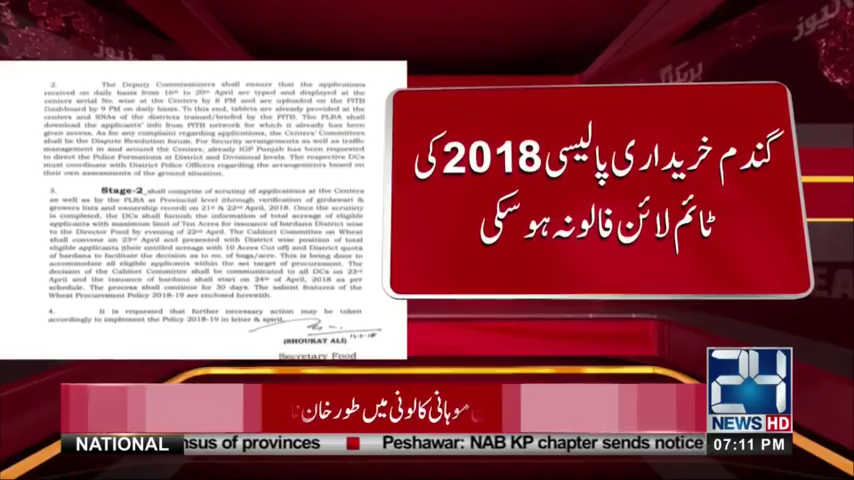 2. The Deputy Commissioners shall ensure that the applications
received on daily basis from 16th to 20th April are typed and displayed at the
centers serial No. wise at the Centers by 8 PM and are uploaded on the PITB
Dashboard by 9 PM on daily basis. To this end, tablets are already provided at the
centers and SNAs of the districts trained/briefed by the PITB. The PLRA shall
download the applicants' info from PITB network for which it already has been
given access. As for any complaint regarding applications, the Centers' Committees
shall be the Dispute Resolution forum. For Security arrangements as well as traffic
management in and around the Centers, already IGP Punjab has been requested
to direct the Police Formations at District and Divisional levels. The respective DCs
must coordinate with District Police Officers regarding the arrangements based on
their own assessments of the ground situation.
3. Stage-2 shall comprise of scrutiny of applications at the Centers
as well as by the PLRA at Provincial level (through verification of girdawari &
growers lists and ownership record) on 21st & 22nd April, 2018. Once the scrutiny
is completed, the DCs shall furnish the information of total acreage of eligible
applicants with maximum limit of Ten Acres for issuance of bardana District wise
to the Director Food by evening of 22nd April. The Cabinet Committee on Wheat
shall convene on 23rd April and presented with District wise position of total
eligible applicants (their entitled acreage with 10 Acres Cut off) and District quota
of bardana to facilitate the decision as to no. of bags/acre. This is being done to
accommodate all eligible applicants within the set target of procurement. The
decision of the Cabinet Committee shall be communicated to all DCs on 23rd
April and the issuance of bardana shall start on 24th of April, 2018 as per
schedule. The process shall continue for 30 days. The salient features of the
Wheat Procurement Policy 2018-19 are enclosed herewith.
4. It is requested that further necessary action may be taken
accordingly to implement the Policy 2018-19 in letter & spirit.
(SHOUKAT ALI)
Secretary Food
گندم خریداری پالیسی 2018 کی
ٹائم لائن فالو نہ ہو سکی
موہانی کالونی میں طور خان
24
NEWS HD
NATIONAL nsus of provinces Peshawar: NAB KP chapter sends notice 07:11 PM